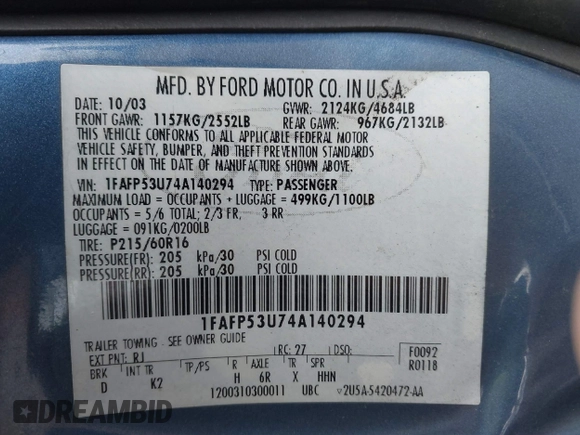 MFD. BY FORD MOTOR CO. IN U.S.A.
DATE: 10/03 GVWR: 2124KG/4684LB
FRONT GAWR: 1157KG/2552LB REAR GAWR: 967KG/2132LB
THIS VEHICLE CONFORMS TO ALL APPLICABLE FEDERAL MOTOR
VEHICLE SAFETY, BUMPER, AND THEFT PREVENTION STANDARDS
IN EFFECT ON THE DATE OF MANUFACTURE SHOWN ABOVE.
VIN: 1FAFP53U74A140294 TYPE: PASSENGER
MAXIMUM LOAD = OCCUPANTS + LUGGAGE = 499KG/1100LB
OCCUPANTS = 5/6 TOTAL; 2/3 FR, 3 RR
LUGGAGE = 091KG/0200LB
TIRE: P215/60R16
PRESSURE(FR): 205 kPa/30 PSI COLD
PRESSURE(RR): 205 kPa/30 PSI COLD
1FAFP53U74A140294
TRAILER TOWING - SEE OWNER GUIDE
EXT PNT: RJ RC: 27 DSO: F0092
BRK INT TR TP/PS R AXLE TR SPR R0118
D K2 H 6R X HHN
1200310300011 UBC ▽2U5A-5420472-AA
DREAMBID